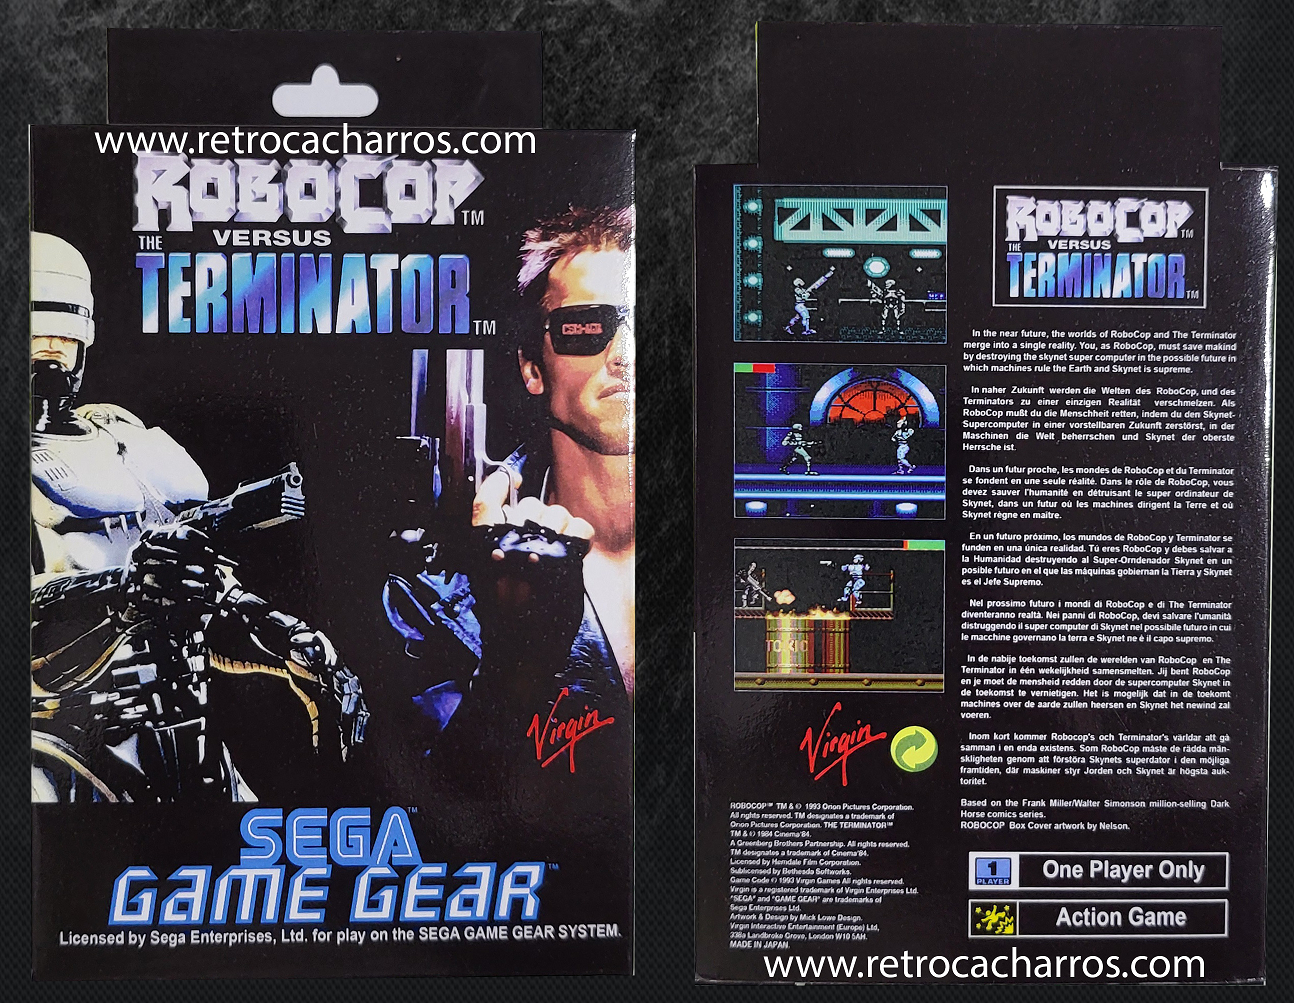 www.retrocacharros.com
ROBOCOP™
VERSUS
THE
TERMINATOR™
Virgin
SEGA™
GAME GEAR™
Licensed by Sega Enterprises, Ltd. for play on the SEGA GAME GEAR SYSTEM.
TOXIC
Virgin
ROBOCOP™ TM & © 1993 Orion Pictures Corporation.
All rights reserved. TM designates a trademark of
Orion Pictures Corporation. THE TERMINATOR™
TM & © 1984 Cinema'84.
A Greenberg Brothers Partnership. All rights reserved.
TM designates a trademark of Cinema'84.
Licensed by Hemdale Film Corporation.
Sublicensed by Bethesda Softworks.
Game Code © 1993 Virgin Games All rights reserved.
Virgin is a registered trademark of Virgin Enterprises Ltd.
"SEGA" and "GAME GEAR" are trademarks of
Sega Enterprises Ltd.
Artwork & Design by Mick Lowe Design.
Virgin Interactive Entertainment (Europe) Ltd,
338a Landbroke Grove, London W10 5AH.
MADE IN JAPAN.
ROBOCOP™
VERSUS
THE
TERMINATOR™
In the near future, the worlds of RoboCop and The Terminator
merge into a single reality. You, as RoboCop, must save makind
by destroying the skynet super computer in the possible future in
which machines rule the Earth and Skynet is supreme.
In naher Zukunft werden die Welten des RoboCop, und des
Terminators zu einer einzigen Realität verschmelzen. Als
RoboCop mußt du die Menschheit retten, indem du den Skynet-
Supercomputer in einer vorstellbaren Zukunft zerstörst, in der
Maschinen die Welt beherrschen und Skynet der oberste
Herrsche ist.
Dans un futur proche, les mondes de RoboCop et du Terminator
se fondent en une seule réalité. Dans le rôle de RoboCop, vous
devez sauver l'humanité en détruisant le super ordinateur de
Skynet, dans un futur où les machines dirigent la Terre et où
Skynet règne en maître.
En un futuro próximo, los mundos de RoboCop y Terminator se
funden en una única realidad. Tú eres RoboCop y debes salvar a
la Humanidad destruyendo al Super-Orndenador Skynet en un
posible futuro en el que las máquinas gobiernan la Tierra y Skynet
es el Jefe Supremo.
Nel prossimo futuro i mondi di RoboCop e di The Terminator
diventeranno realtà. Nei panni di RoboCop, devi salvare l'umanità
distruggendo il super computer di Skynet nel possibile futuro in cui
le macchine governano la terra e Skynet ne è il capo supremo.
In de nabije toekomst zullen de werelden van RoboCop en The
Terminator in één wekelijkheid samensmelten. Jij bent RoboCop
en je moet de mensheid redden door de supercomputer Skynet in
de toekomst te vernietigen. Het is mogelijk dat in de toekomt
machines over de aarde zullen heersen en Skynet het newind zal
voeren.
Inom kort kommer Robocop's och Terminator's världar att gå
samman i en enda existens. Som RoboCop måste de rädda män-
skligheten genom att förstöra Skynets superdator i den möjliga
framtiden, där maskiner styr Jorden och Skynet är högsta auk-
toritet.
Based on the Frank Miller/Walter Simonson million-selling Dark
Horse comics series.
ROBOCOP Box Cover artwork by Nelson.
1
PLAYER
One Player Only
Action Game
www.retrocacharros.com